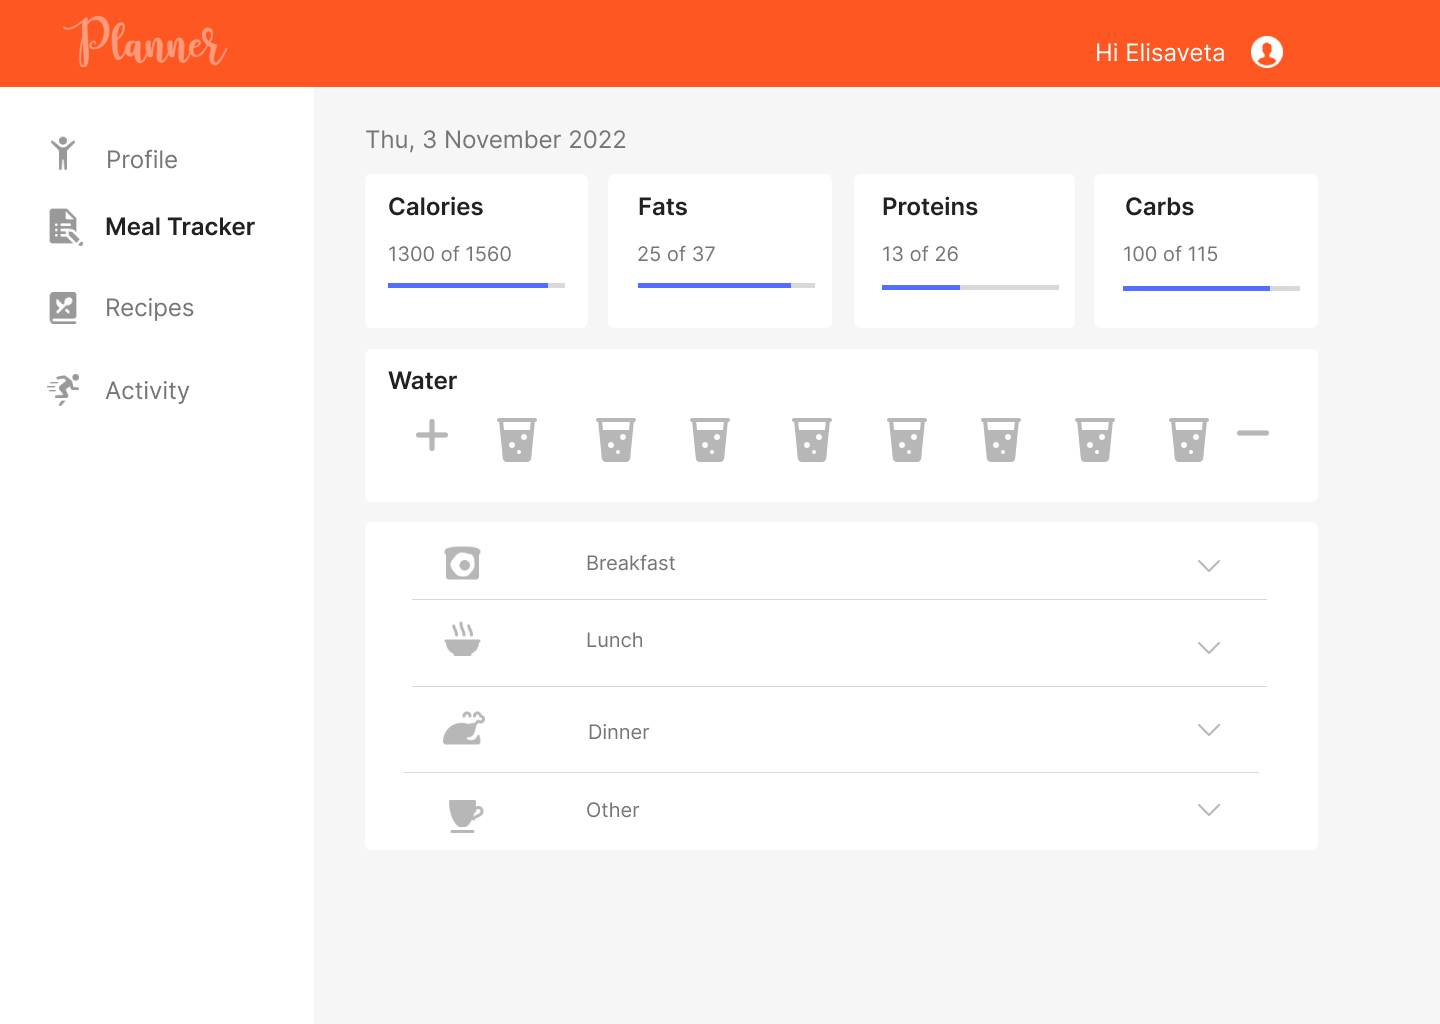 Planner
Hi Elisaveta
Profile
Meal Tracker
Recipes
Activity
Thu, 3 November 2022
Calories
1300 of 1560
Fats
25 of 37
Proteins
13 of 26
Carbs
100 of 115
Water
Breakfast
Lunch
Dinner
Other